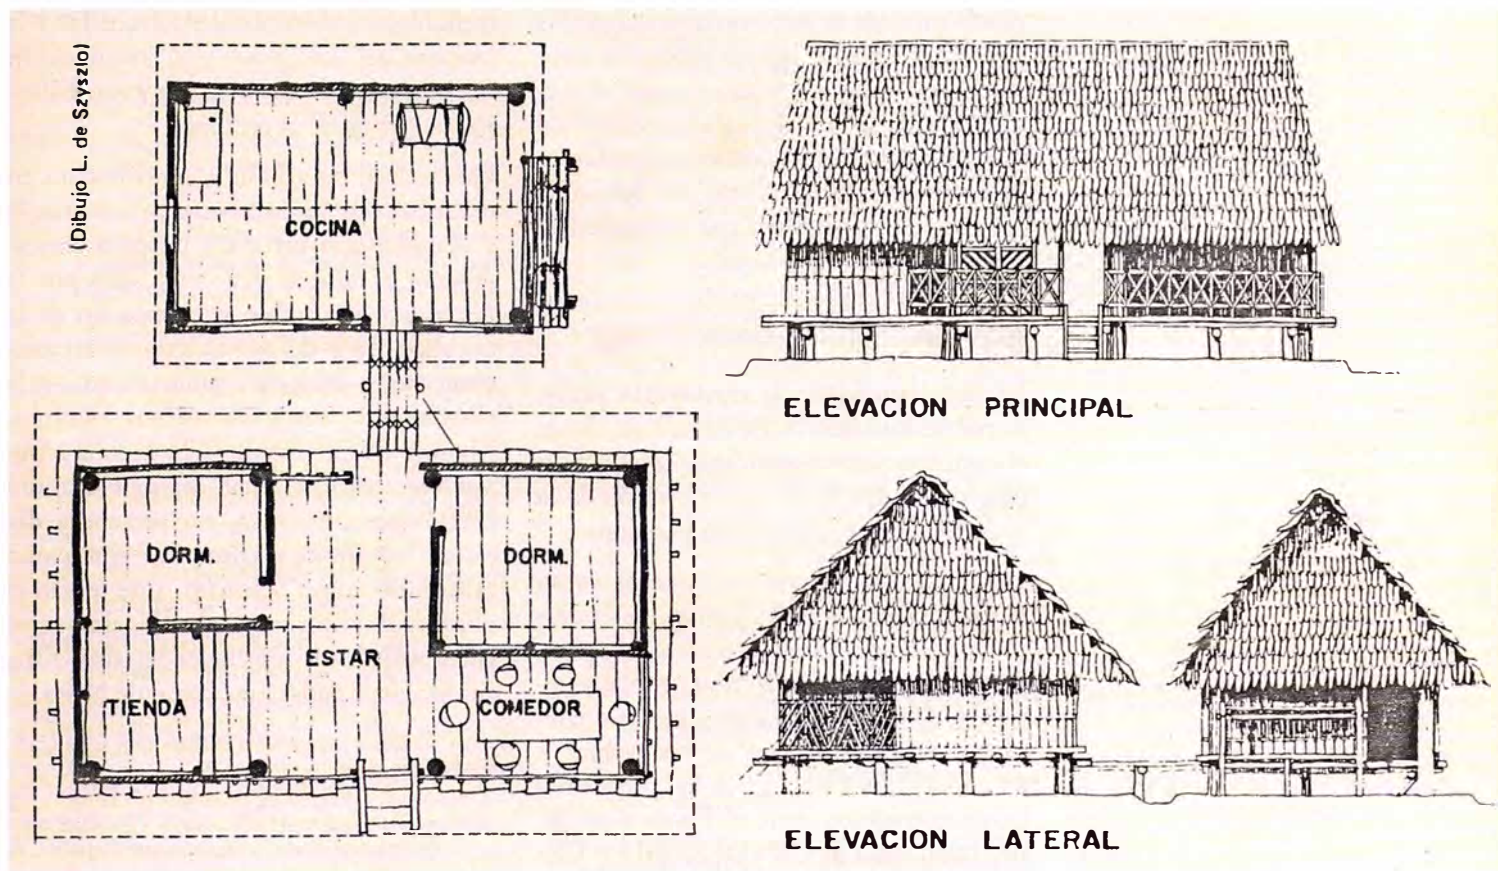 (Dibujo L. de Szyszlo)
COCINA
DORM.
DORM.
ESTAR
TIENDA
COMEDOR
ELEVACION PRINCIPAL
ELEVACION LATERAL